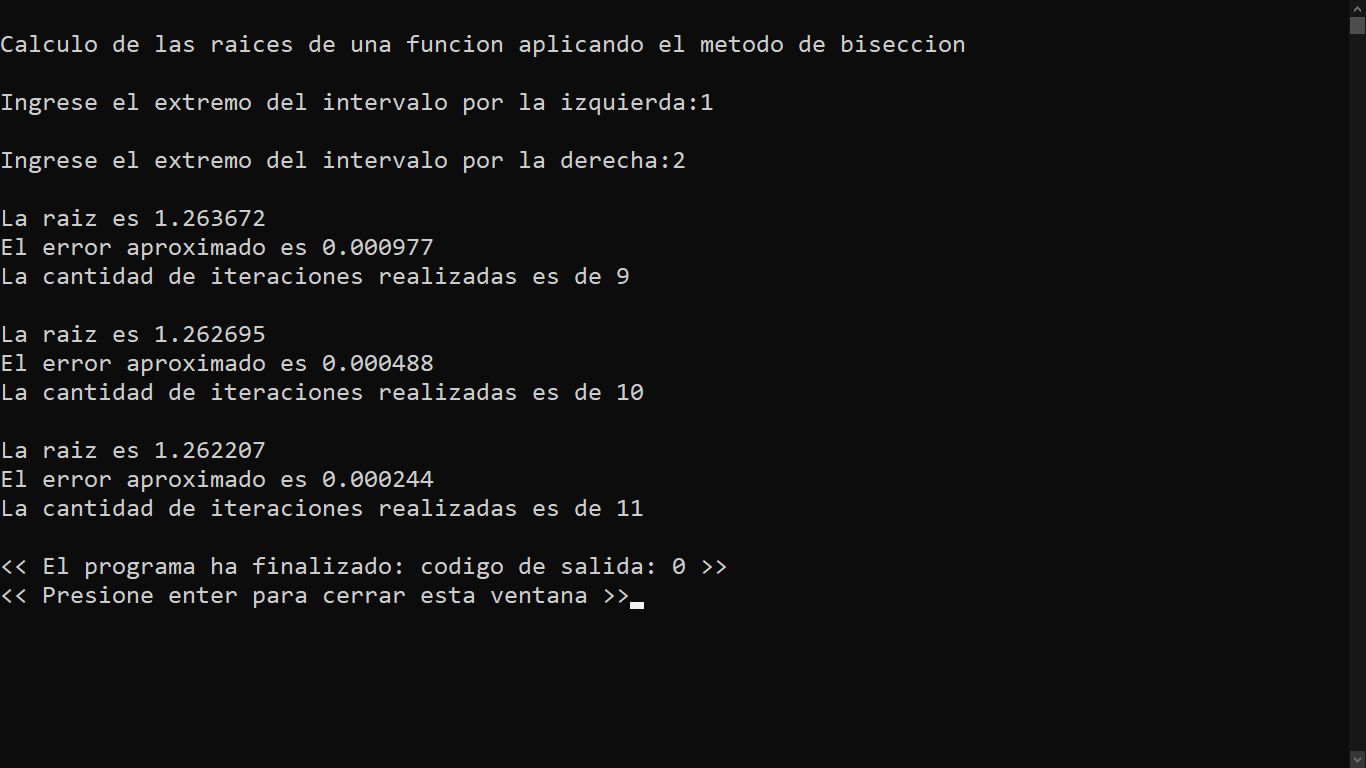 Calculo de las raices de una funcion aplicando el metodo de biseccion
Ingrese el extremo del intervalo por la izquierda:1
Ingrese el extremo del intervalo por la derecha:2
La raiz es 1.263672
El error aproximado es 0.000977
La cantidad de iteraciones realizadas es de 9
La raiz es 1.262695
El error aproximado es 0.000488
La cantidad de iteraciones realizadas es de 10
La raiz es 1.262207
El error aproximado es 0.000244
La cantidad de iteraciones realizadas es de 11
<< El programa ha finalizado: codigo de salida: 0 >>
<< Presione enter para cerrar esta ventana >>